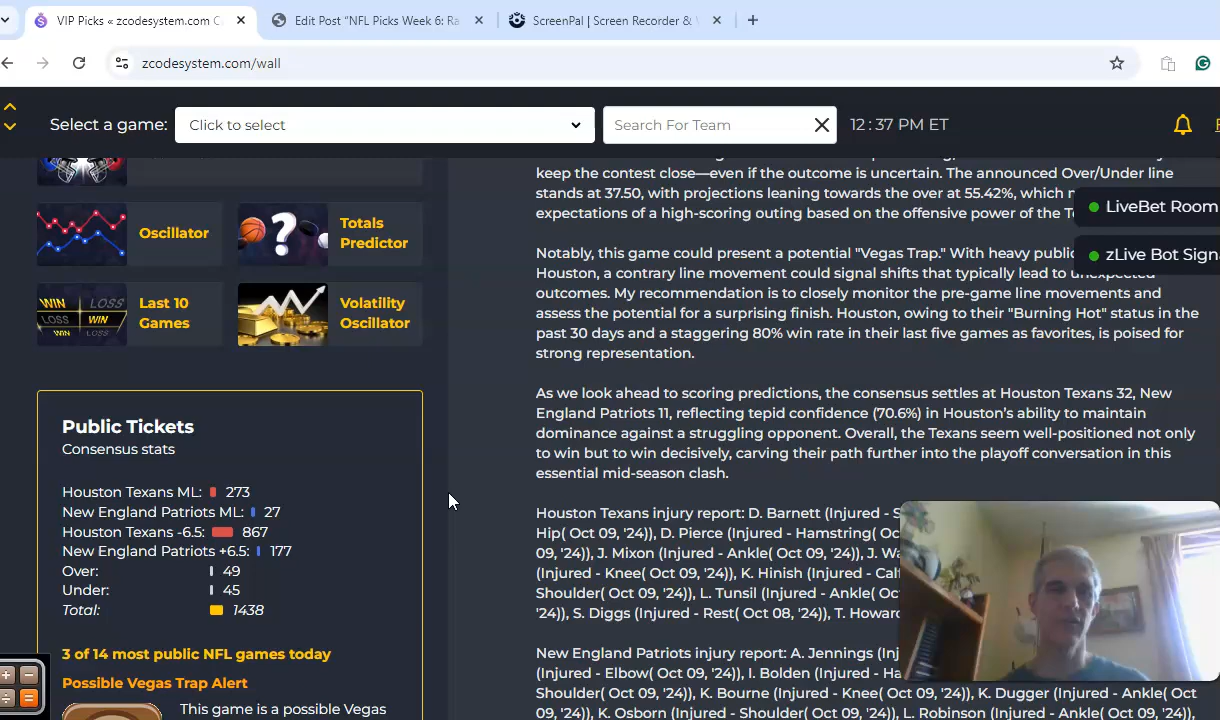 VIP Picks « zcodesystem.com C
Edit Post “NFL Picks Week 6: Ra
ScreenPal | Screen Recorder &
zcodesystem.com/wall
Select a game:
Click to select
Search For Team
12 : 37 PM ET
Oscillator
Totals
Predictor
WIN LOSS
LOSS WIN
WIN LOSS
Last 10
Games
Volatility
Oscillator
Public Tickets
Consensus stats
Houston Texans ML: 273
New England Patriots ML: 27
Houston Texans -6.5: 867
New England Patriots +6.5: 177
Over: 49
Under: 45
Total: 1438
3 of 14 most public NFL games today
Possible Vegas Trap Alert
This game is a possible Vegas
keep the contest close—even if the outcome is uncertain. The announced Over/Under line
stands at 37.50, with projections leaning towards the over at 55.42%, which
expectations of a high-scoring outing based on the offensive power of the
LiveBet Room
zLive Bot Sign
Notably, this game could present a potential "Vegas Trap." With heavy public
Houston, a contrary line movement could signal shifts that typically lead to unexpected
outcomes. My recommendation is to closely monitor the pre-game line movements and
assess the potential for a surprising finish. Houston, owing to their "Burning Hot" status in the
past 30 days and a staggering 80% win rate in their last five games as favorites, is poised for
strong representation.
As we look ahead to scoring predictions, the consensus settles at Houston Texans 32, New
England Patriots 11, reflecting tepid confidence (70.6%) in Houston’s ability to maintain
dominance against a struggling opponent. Overall, the Texans seem well-positioned not only
to win but to win decisively, carving their path further into the playoff conversation in this
essential mid-season clash.
Houston Texans injury report: D. Barnett (Injured - S
Hip( Oct 09, '24)), D. Pierce (Injured - Hamstring( Oct
09, '24)), J. Mixon (Injured - Ankle( Oct 09, '24)), J. Wa
(Injured - Knee( Oct 09, '24)), K. Hinish (Injured - Cal
Shoulder( Oct 09, '24)), L. Tunsil (Injured - Ankle( Oct
'24)), S. Diggs (Injured - Rest( Oct 08, '24)), T. Howard
New England Patriots injury report: A. Jennings (Inj
(Injured - Elbow( Oct 09, '24)), I. Bolden (Injured - Ha
Shoulder( Oct 09, '24)), K. Bourne (Injured - Knee( Oct 09, '24)), K. Dugger (Injured - Ankle( Oct
09, '24)), K. Osborn (Injured - Shoulder( Oct 09, '24)), L. Robinson (Injured - Ankle( Oct 09, '24)),